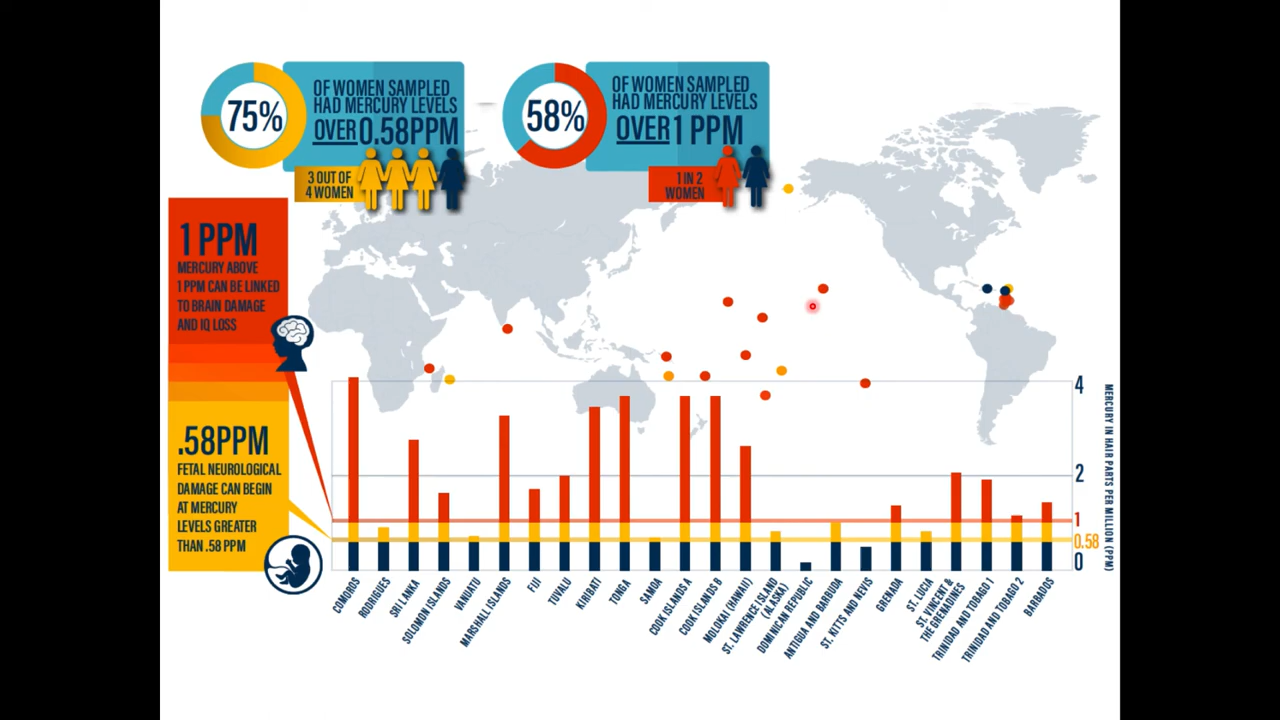 75%
OF WOMEN SAMPLED
HAD MERCURY LEVELS
OVER 0.58PPM
3 OUT OF
4 WOMEN
58%
OF WOMEN SAMPLED
HAD MERCURY LEVELS
OVER 1 PPM
1 IN 2
WOMEN
1 PPM
MERCURY ABOVE
1 PPM CAN BE LINKED
TO BRAIN DAMAGE
AND IQ LOSS
.58PPM
FETAL NEUROLOGICAL
DAMAGE CAN BEGIN
AT MERCURY
LEVELS GREATER
THAN .58 PPM
4
2
1
0.58
0
MERCURY IN HAIR PARTS PER MILLION (PPM)
COMOROS
RODRIGUES
SRI LANKA
SOLOMON ISLANDS
VANUATU
MARSHALL ISLANDS
FIJI
TUVALU
KIRIBATI
TONGA
SAMOA
COOK ISLANDS A
COOK ISLANDS B
MOLOKAI (HAWAII)
ST. LAWRENCE ISLAND
(ALASKA)
DOMINICAN REPUBLIC
ANTIGUA AND BARBUDA
ST. KITTS AND NEVIS
GRENADA
ST. LUCIA
ST. VINCENT &
THE GRENADINES
TRINIDAD AND TOBAGO 1
TRINIDAD AND TOBAGO 2
BARBADOS